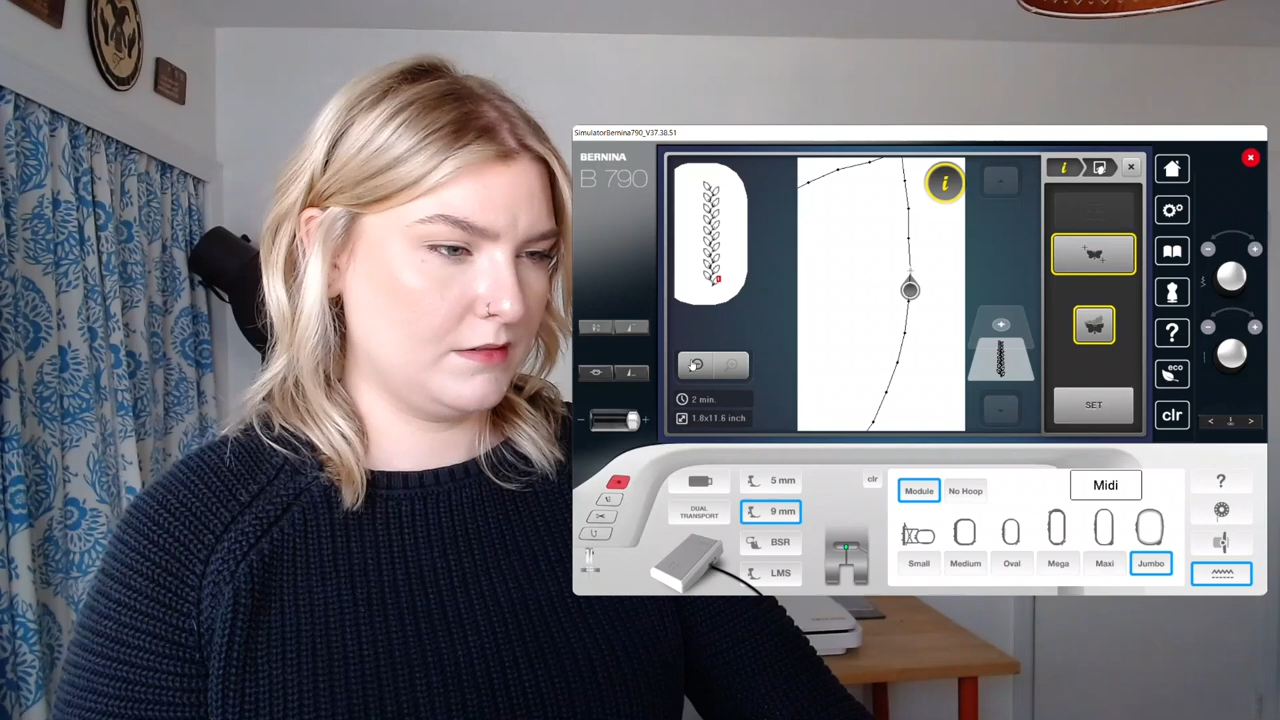 SimulatorBernina790_V37.38.51
BERNINA
B 790
2 min.
1.8x11.6 inch
i
i
SET
eco
?
clr
DUAL
TRANSPORT
5 mm
9 mm
BSR
LMS
clr
Module
No Hoop
Midi
Small
Medium
Oval
Mega
Maxi
Jumbo
?